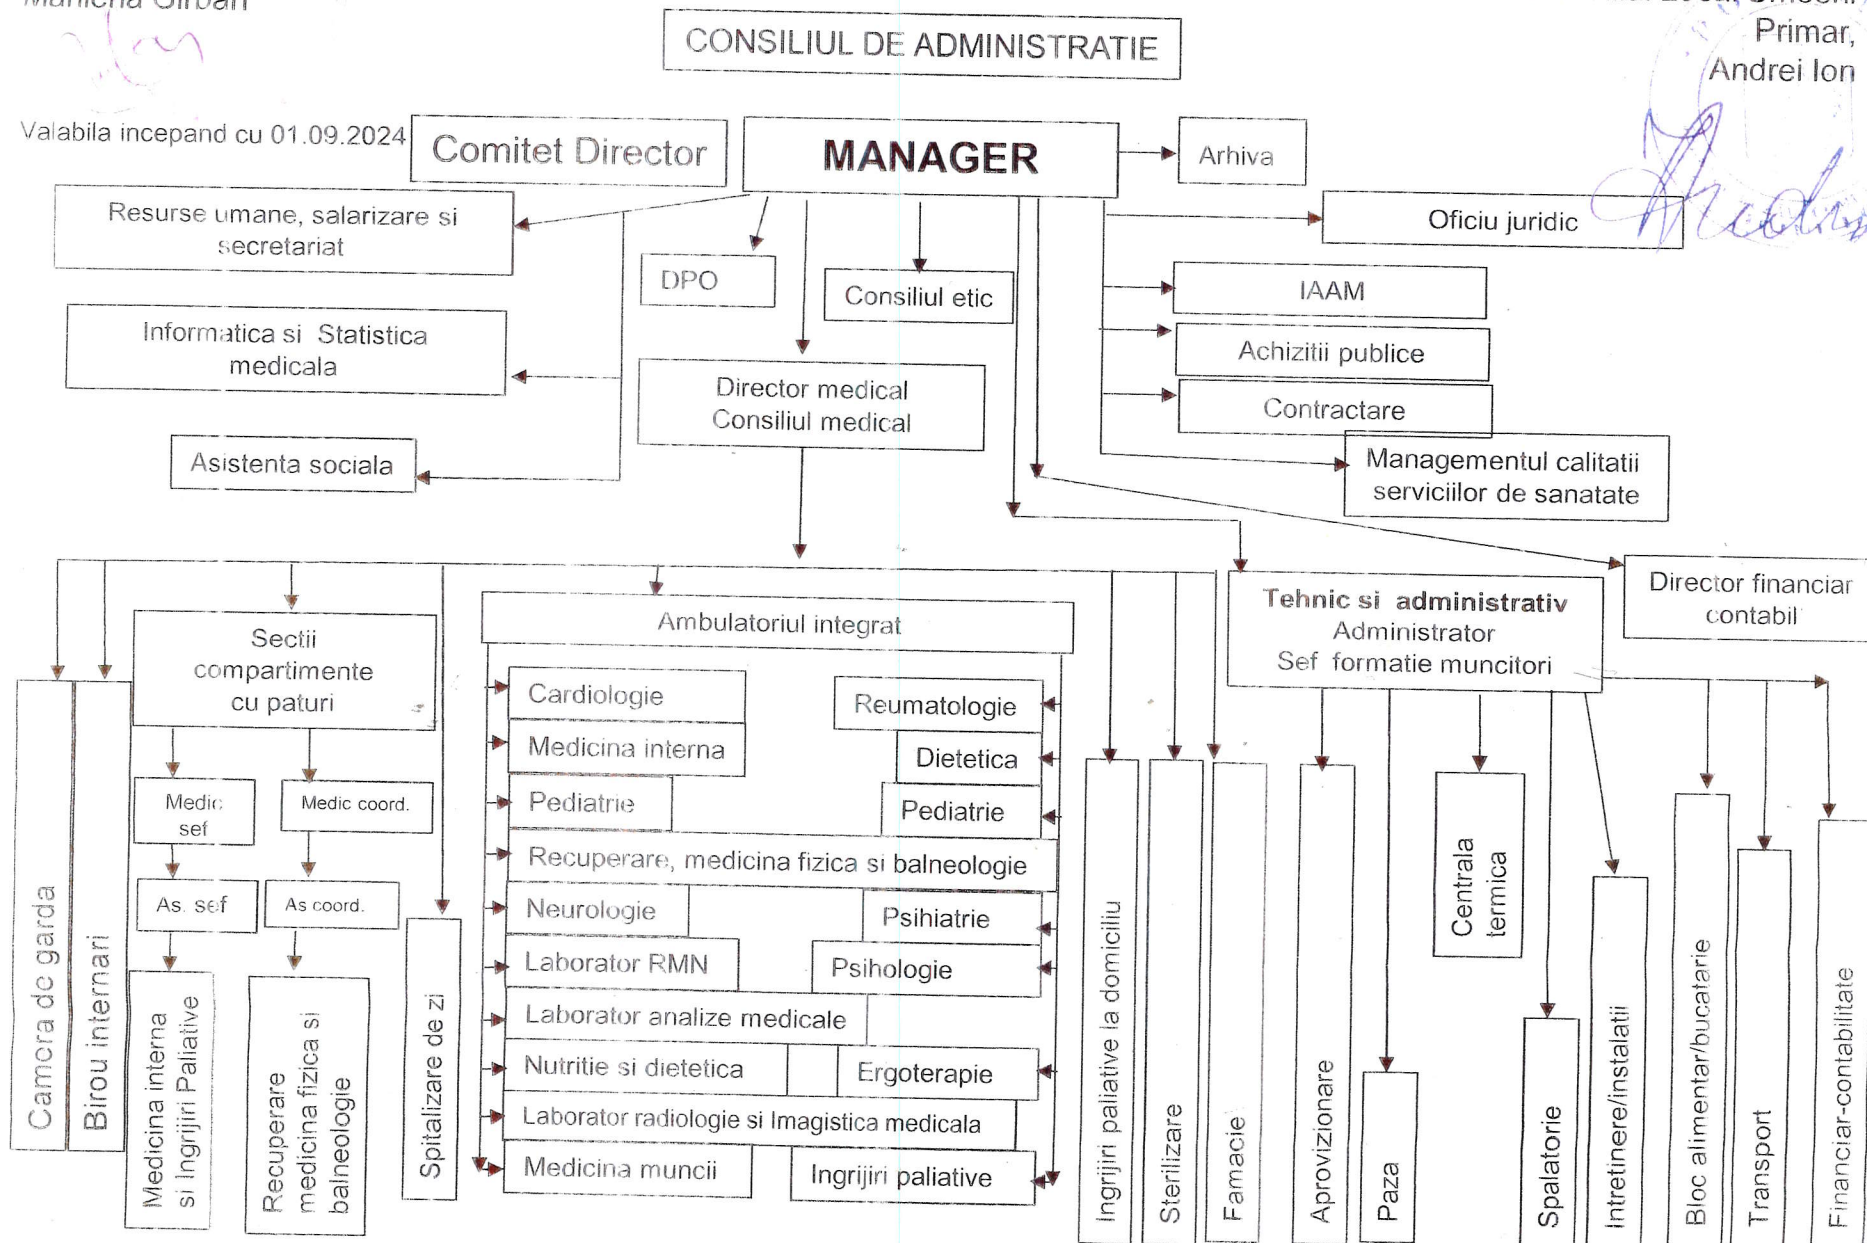 CONSILIUL DE ADMINISTRATIE
Primar,
Andrei Ion
Valabila incepand cu 01.09.2024
Comitet Director
MANAGER
Arhiva
Resurse umane, salarizare si
secretariat
Oficiu juridic
DPO
Consiliul etic
IAAM
Informatica si Statistica
medicala
Achizitii publice
Director medical
Consiliul medical
Contractare
Asistenta sociala
Managementul calitatii
serviciilor de sanatate
Director financiar
contabil
Tehnic si administrativ
Administrator
Sef formatie muncitori
Sectii
compartimente
cu paturi
Ambulatoriul integrat
Cardiologie
Reumatologie
Medicina interna
Dietetica
Pediatrie
Pediatrie
Recuperare, medicina fizica si balneologie
Neurologie
Psihiatrie
Laborator RMN
Psihologie
Laborator analize medicale
Nutritie si dietetica
Ergoterapie
Laborator radiologie si Imagistica medicala
Medicina muncii
Ingrijiri paliative
Medic
sef
Medic coord.
As. sef
As coord.
Camera de garda
Birou internari
Medicina interna
si Ingrijiri Paliative
Recuperare
medicina fizica si
balneologie
Spitalizare de zi
Ingrijiri paliative la domiciliu
Sterilizare
Famacie
Aprovizionare
Paza
Centrala
termica
Spalatorie
Intretinere/instalatii
Bloc alimentar/bucatarie
Transport
Financiar-contabilitate